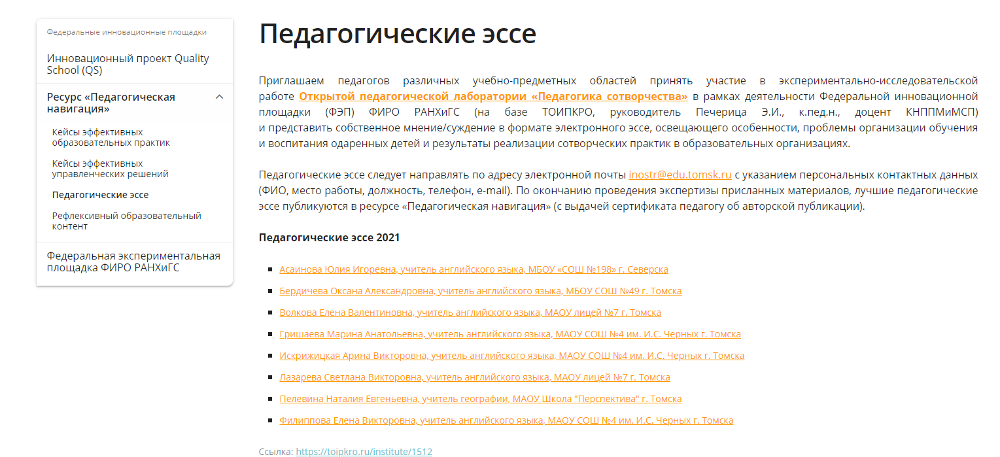 Федеральные инновационные площадки
Инновационный проект Quality
School (QS)
Ресурс «Педагогическая
навигация»
Кейсы эффективных
образовательных практик
Кейсы эффективных
управленческих решений
Педагогические эссе
Рефлексивный образовательный
контент
Федеральная экспериментальная
площадка ФИРО РАНХиГС
Педагогические эссе
Приглашаем педагогов различных учебно-предметных областей принять участие в экспериментально-исследовательской
работе Открытой педагогической лаборатории «Педагогика сотворчества» в рамках деятельности Федеральной инновационной
площадки (ФЭП) ФИРО РАНХиГС (на базе ТОИПКРО, руководитель Печерица Э.И., к.пед.н., доцент КНППМиМСП)
и представить собственное мнение/суждение в формате электронного эссе, освещающего особенности, проблемы организации обучения
и воспитания одаренных детей и результаты реализации сотворческих практик в образовательных организациях.
Педагогические эссе следует направлять по адресу электронной почты inostr@edu.tomsk.ru с указанием персональных контактных данных
(ФИО, место работы, должность, телефон, e-mail). По окончанию проведения экспертизы присланных материалов, лучшие педагогические
эссе публикуются в ресурсе «Педагогическая навигация» (с выдачей сертификата педагогу об авторской публикации).
Педагогические эссе 2021
Асаинова Юлия Игоревна, учитель английского языка, МБОУ «СОШ №198» г. Северска
Бердичева Оксана Александровна, учитель английского языка, МБОУ СОШ №49 г. Томска
Волкова Елена Валентиновна, учитель английского языка, МАОУ лицей №7 г. Томска
Гришаева Марина Анатольевна, учитель английского языка, МАОУ СОШ №4 им. И.С. Черных г. Томска
Искрижицкая Арина Викторовна, учитель английского языка, МАОУ СОШ №4 им. И.С. Черных г. Томска
Лазарева Светлана Викторовна, учитель английского языка, МАОУ лицей №7 г. Томска
Пелевина Наталия Евгеньевна, учитель географии, МАОУ Школа "Перспектива" г. Томска
Филиппова Елена Викторовна, учитель английского языка, МАОУ СОШ №4 им. И.С. Черных г. Томска
Ссылка: https://toipkro.ru/institute/1512